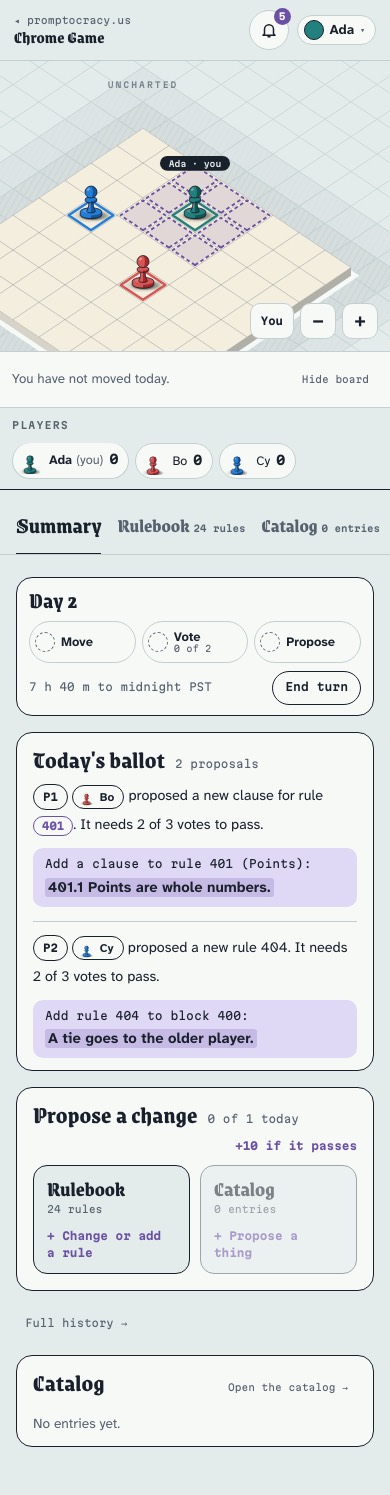 ◂ promptocracy.us
Chrome Game
5
Ada
UNCHARTED
Ada · you
You
−
+
You have not moved today.
Hide board
PLAYERS
Ada (you) 0
Bo 0
Cy 0
Summary
Rulebook 24 rules
Catalog 0 entries
Day 2
Move
Vote
0 of 2
Propose
7 h 40 m to midnight PST
End turn
Today's ballot 2 proposals
P1 Bo proposed a new clause for rule
401. It needs 2 of 3 votes to pass.
Add a clause to rule 401 (Points):
401.1 Points are whole numbers.
P2 Cy proposed a new rule 404. It needs
2 of 3 votes to pass.
Add rule 404 to block 400:
A tie goes to the older player.
Propose a change 0 of 1 today
+10 if it passes
Rulebook
24 rules
+ Change or add
a rule
Catalog
0 entries
+ Propose a
thing
Full history →
Catalog
Open the catalog →
No entries yet.